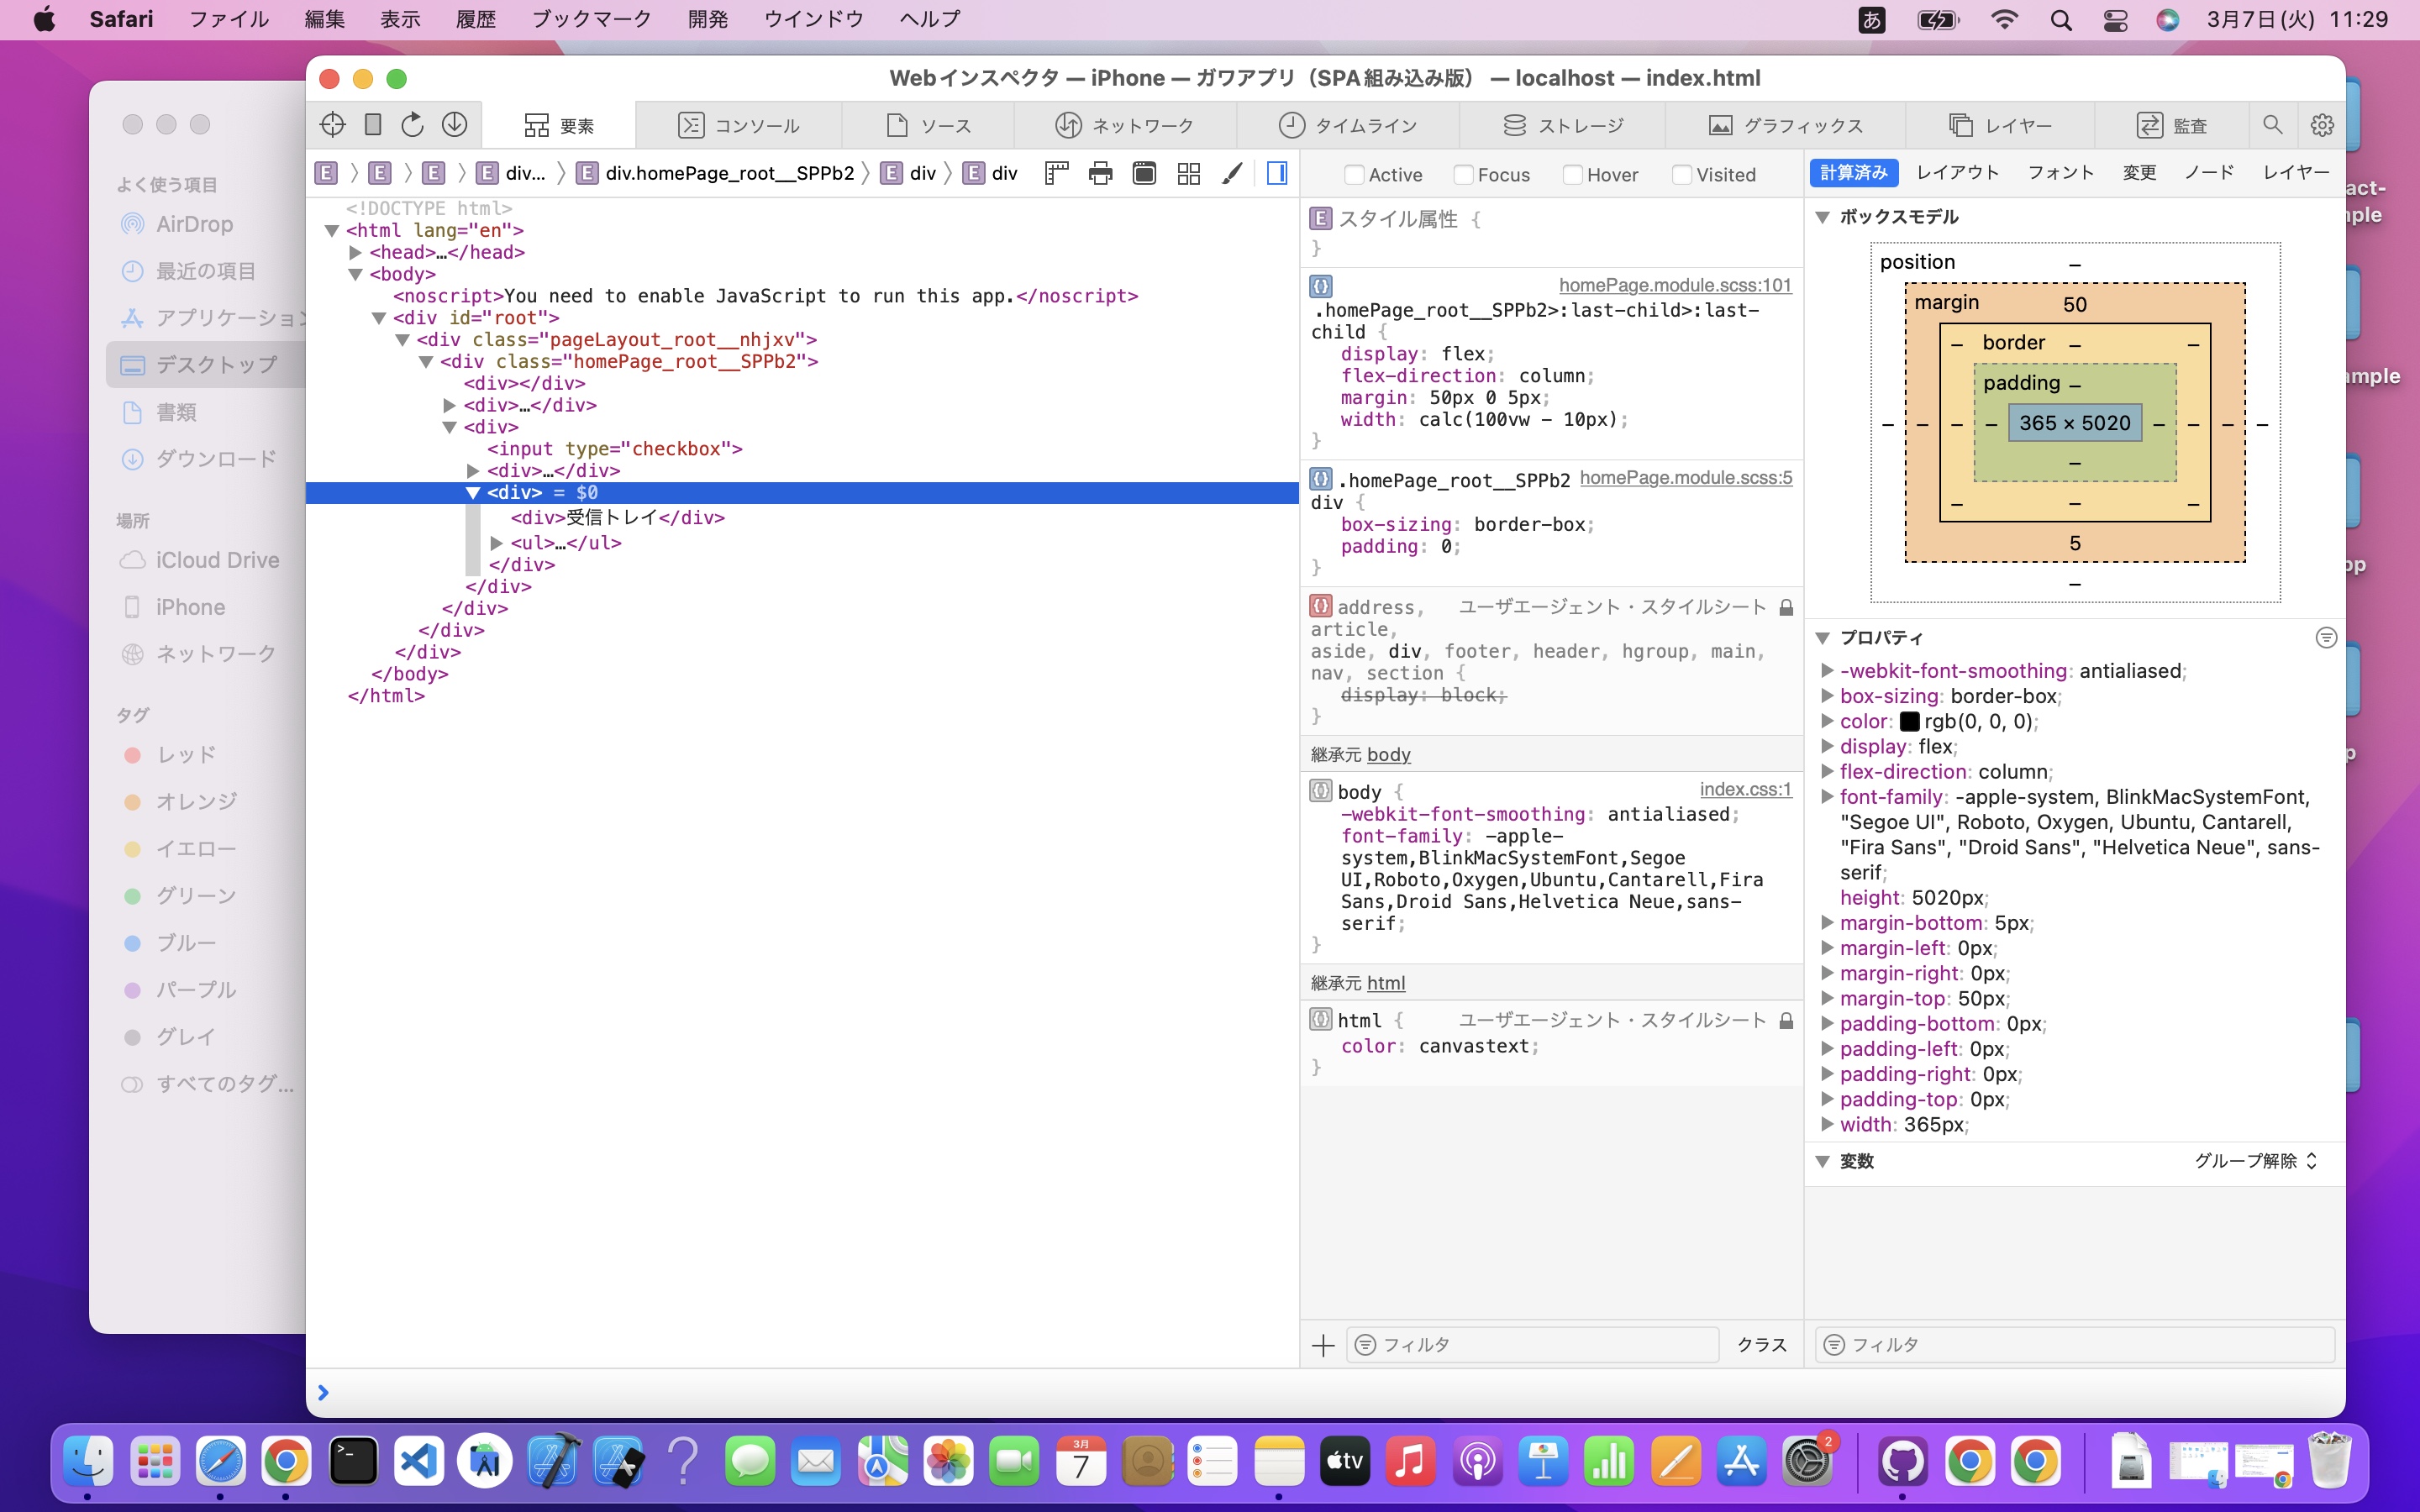 Safari ファイル 編集 表示 履歴 ブックマーク 開発 ウインドウ ヘルプ
あ 3月7日(火) 11:29
Webインスペクタ — iPhone — ガワアプリ（SPA組み込み版） — localhost — index.html
要素 コンソール ソース ネットワーク タイムライン ストレージ グラフィックス レイヤー 監査
よく使う項目
AirDrop
最近の項目
アプリケーション
デスクトップ
書類
ダウンロード
場所
iCloud Drive
iPhone
ネットワーク
タグ
レッド
オレンジ
イエロー
グリーン
ブルー
パープル
グレイ
すべてのタグ...
E 〉 E 〉 E 〉 E div... 〉 E div.homePage_root__SPPb2 〉 E div 〉 E div
<!DOCTYPE html>
<html lang="en">
<head>…</head>
<body>
<noscript>You need to enable JavaScript to run this app.</noscript>
<div id="root">
<div class="pageLayout_root__nhjxv">
<div class="homePage_root__SPPb2">
<div></div>
<div>…</div>
<div>
<input type="checkbox">
<div>…</div>
<div> = $0
<div>受信トレイ</div>
<ul>…</ul>
</div>
</div>
</div>
</div>
</div>
</body>
</html>
Active Focus Hover Visited
E スタイル属性 {
}
homePage.module.scss:101
.homePage_root__SPPb2>:last-child>:last-
child {
display: flex;
flex-direction: column;
margin: 50px 0 5px;
width: calc(100vw - 10px);
}
.homePage_root__SPPb2 homePage.module.scss:5
div {
box-sizing: border-box;
padding: 0;
}
address, ユーザエージェント・スタイルシート
article,
aside, div, footer, header, hgroup, main,
nav, section {
display: block;
}
継承元 body
body { index.css:1
-webkit-font-smoothing: antialiased;
font-family: -apple-
system,BlinkMacSystemFont,Segoe
UI,Roboto,Oxygen,Ubuntu,Cantarell,Fira
Sans,Droid Sans,Helvetica Neue,sans-
serif;
}
継承元 html
html { ユーザエージェント・スタイルシート
color: canvastext;
}
フィルタ クラス
計算済み レイアウト フォント 変更 ノード レイヤー
ボックスモデル
position –
margin 50
– border – –
padding –
– – – – 365 × 5020 – – – –
–
– – –
5
–
プロパティ
-webkit-font-smoothing: antialiased;
box-sizing: border-box;
color: rgb(0, 0, 0);
display: flex;
flex-direction: column;
font-family: -apple-system, BlinkMacSystemFont,
"Segoe UI", Roboto, Oxygen, Ubuntu, Cantarell,
"Fira Sans", "Droid Sans", "Helvetica Neue", sans-
serif;
height: 5020px;
margin-bottom: 5px;
margin-left: 0px;
margin-right: 0px;
margin-top: 50px;
padding-bottom: 0px;
padding-left: 0px;
padding-right: 0px;
padding-top: 0px;
width: 365px;
変数 グループ解除
フィルタ
3月
7
tv
2